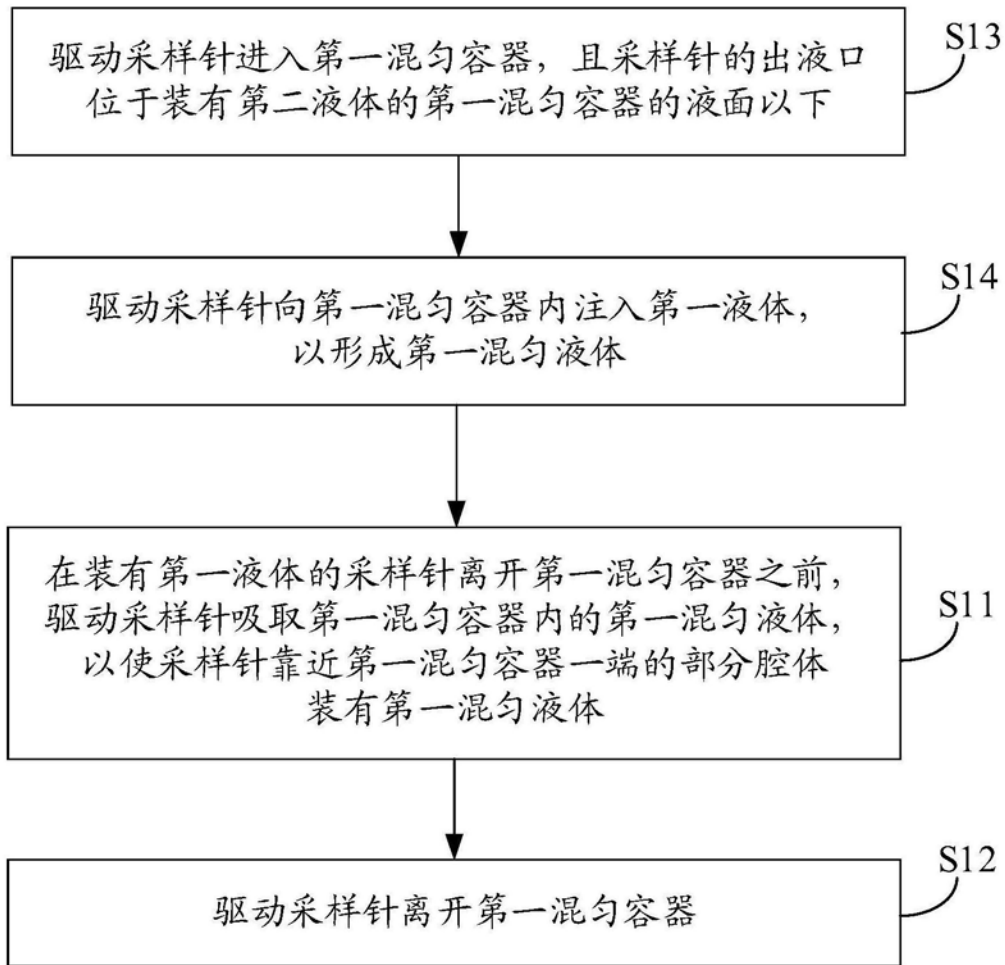 驱动采样针进入第一混匀容器，且采样针的出液口
位于装有第二液体的第一混匀容器的液面以下
S13
驱动采样针向第一混匀容器内注入第一液体，
以形成第一混匀液体
S14
在装有第一液体的采样针离开第一混匀容器之前，
驱动采样针吸取第一混匀容器内的第一混匀液体，
以使采样针靠近第一混匀容器一端的部分腔体
装有第一混匀液体
S11
驱动采样针离开第一混匀容器
S12